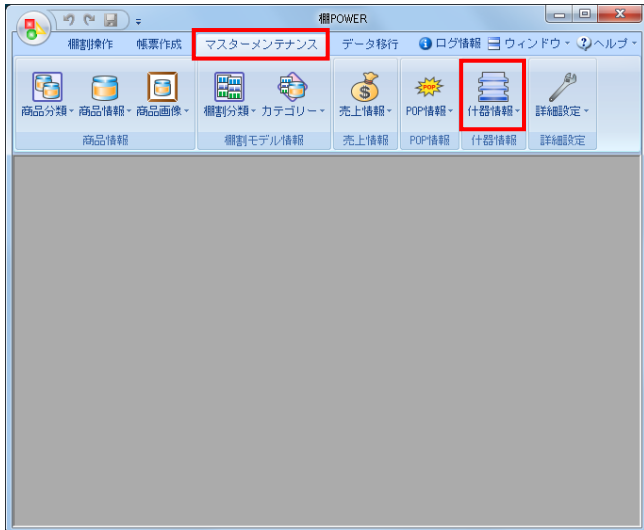 棚POWER
棚割操作 帳票作成 マスターメンテナンス データ移行 ログ情報 ウィンドウ ヘルプ
商品分類 商品情報 商品画像 棚割分類 カテゴリー 売上情報 POP POP情報 什器情報 詳細設定
商品情報 棚割モデル情報 売上情報 POP情報 什器情報 詳細設定